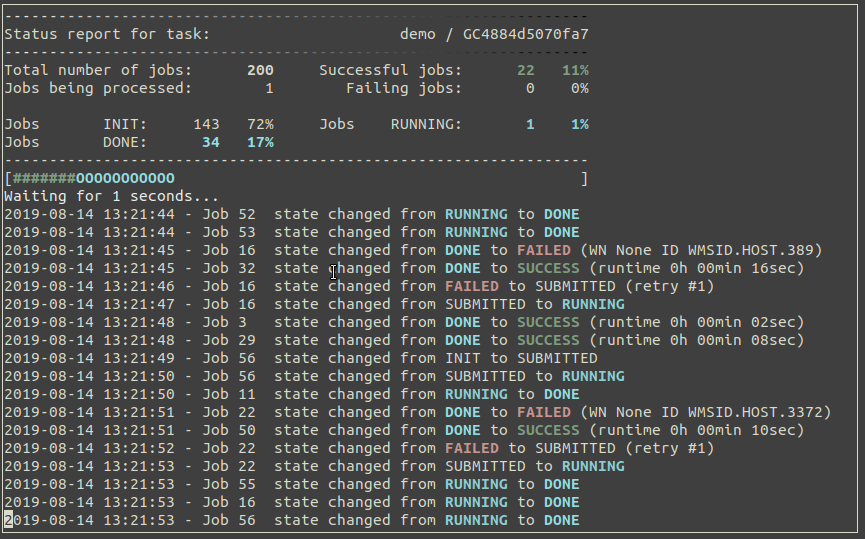 -----------------------------------------------------------------
Status report for task:                     demo / GC4884d5070fa7
-----------------------------------------------------------------
Total number of jobs:      200     Successful jobs:      22   11%
Jobs being processed:        1        Failing jobs:       0    0%
Jobs       INIT:     143   72%     Jobs    RUNNING:       1    1%
Jobs       DONE:      34   17%
-----------------------------------------------------------------
[#######OOOOOOOOOOO                                             ]
Waiting for 1 seconds...
2019-08-14 13:21:44 - Job 52  state changed from RUNNING to DONE
2019-08-14 13:21:44 - Job 53  state changed from RUNNING to DONE
2019-08-14 13:21:45 - Job 16  state changed from DONE to FAILED (WN None ID WMSID.HOST.389)
2019-08-14 13:21:45 - Job 32  state changed from DONE to SUCCESS (runtime 0h 00min 16sec)
2019-08-14 13:21:46 - Job 16  state changed from FAILED to SUBMITTED (retry #1)
2019-08-14 13:21:47 - Job 16  state changed from SUBMITTED to RUNNING
2019-08-14 13:21:48 - Job 3   state changed from DONE to SUCCESS (runtime 0h 00min 02sec)
2019-08-14 13:21:48 - Job 29  state changed from DONE to SUCCESS (runtime 0h 00min 08sec)
2019-08-14 13:21:49 - Job 56  state changed from INIT to SUBMITTED
2019-08-14 13:21:50 - Job 56  state changed from SUBMITTED to RUNNING
2019-08-14 13:21:50 - Job 11  state changed from RUNNING to DONE
2019-08-14 13:21:51 - Job 22  state changed from DONE to FAILED (WN None ID WMSID.HOST.3372)
2019-08-14 13:21:51 - Job 50  state changed from DONE to SUCCESS (runtime 0h 00min 10sec)
2019-08-14 13:21:52 - Job 22  state changed from FAILED to SUBMITTED (retry #1)
2019-08-14 13:21:53 - Job 22  state changed from SUBMITTED to RUNNING
2019-08-14 13:21:53 - Job 55  state changed from RUNNING to DONE
2019-08-14 13:21:53 - Job 16  state changed from RUNNING to DONE
2019-08-14 13:21:53 - Job 56  state changed from RUNNING to DONE